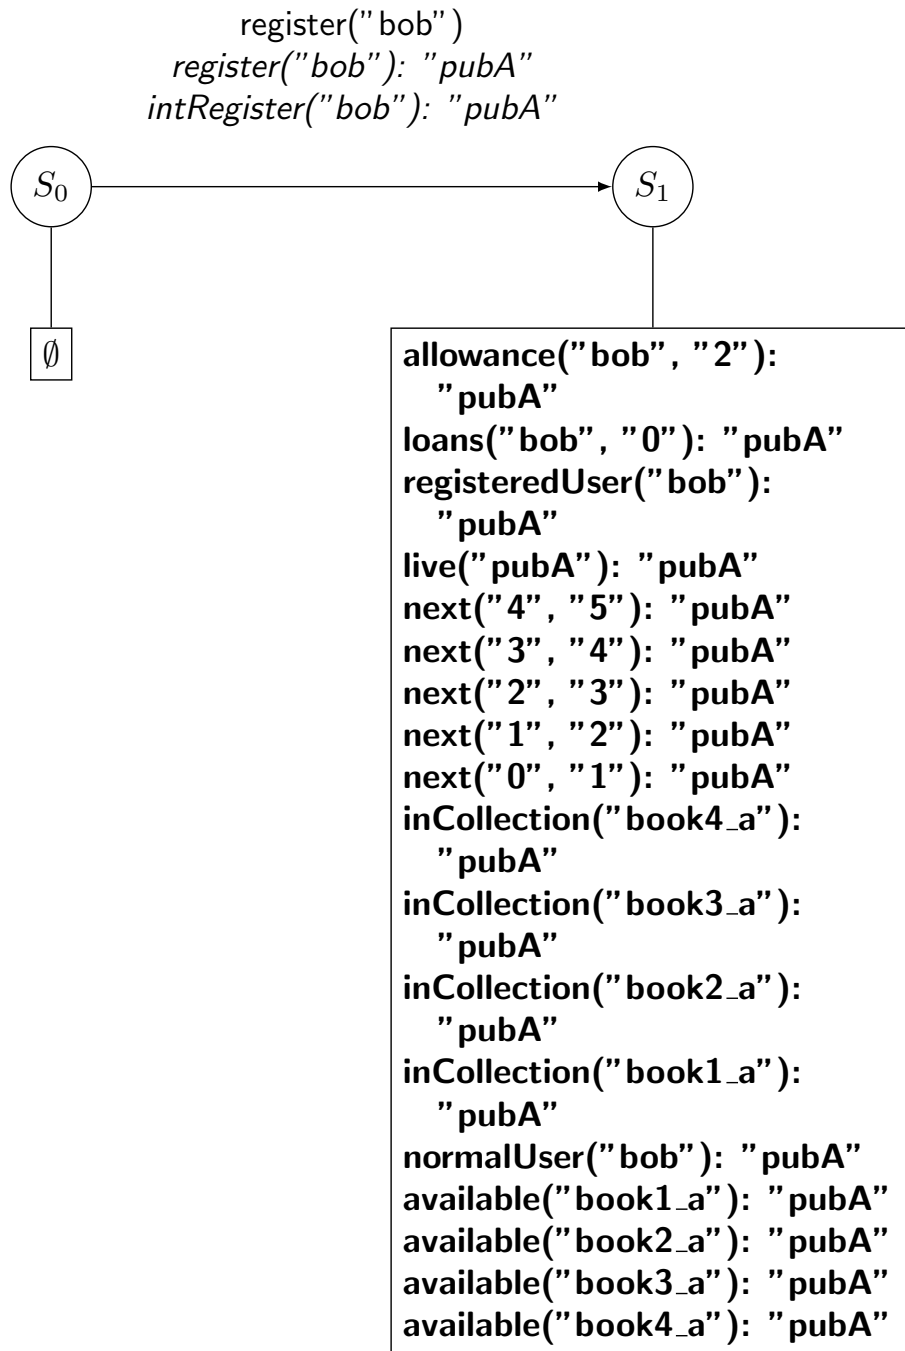 register("bob")
register("bob"): "pubA"
intRegister("bob"): "pubA"
S0
S1
∅
allowance("bob", "2"):
"pubA"
loans("bob", "0"): "pubA"
registeredUser("bob"):
"pubA"
live("pubA"): "pubA"
next("4", "5"): "pubA"
next("3", "4"): "pubA"
next("2", "3"): "pubA"
next("1", "2"): "pubA"
next("0", "1"): "pubA"
inCollection("book4_a"):
"pubA"
inCollection("book3_a"):
"pubA"
inCollection("book2_a"):
"pubA"
inCollection("book1_a"):
"pubA"
normalUser("bob"): "pubA"
available("book1_a"): "pubA"
available("book2_a"): "pubA"
available("book3_a"): "pubA"
available("book4_a"): "pubA"